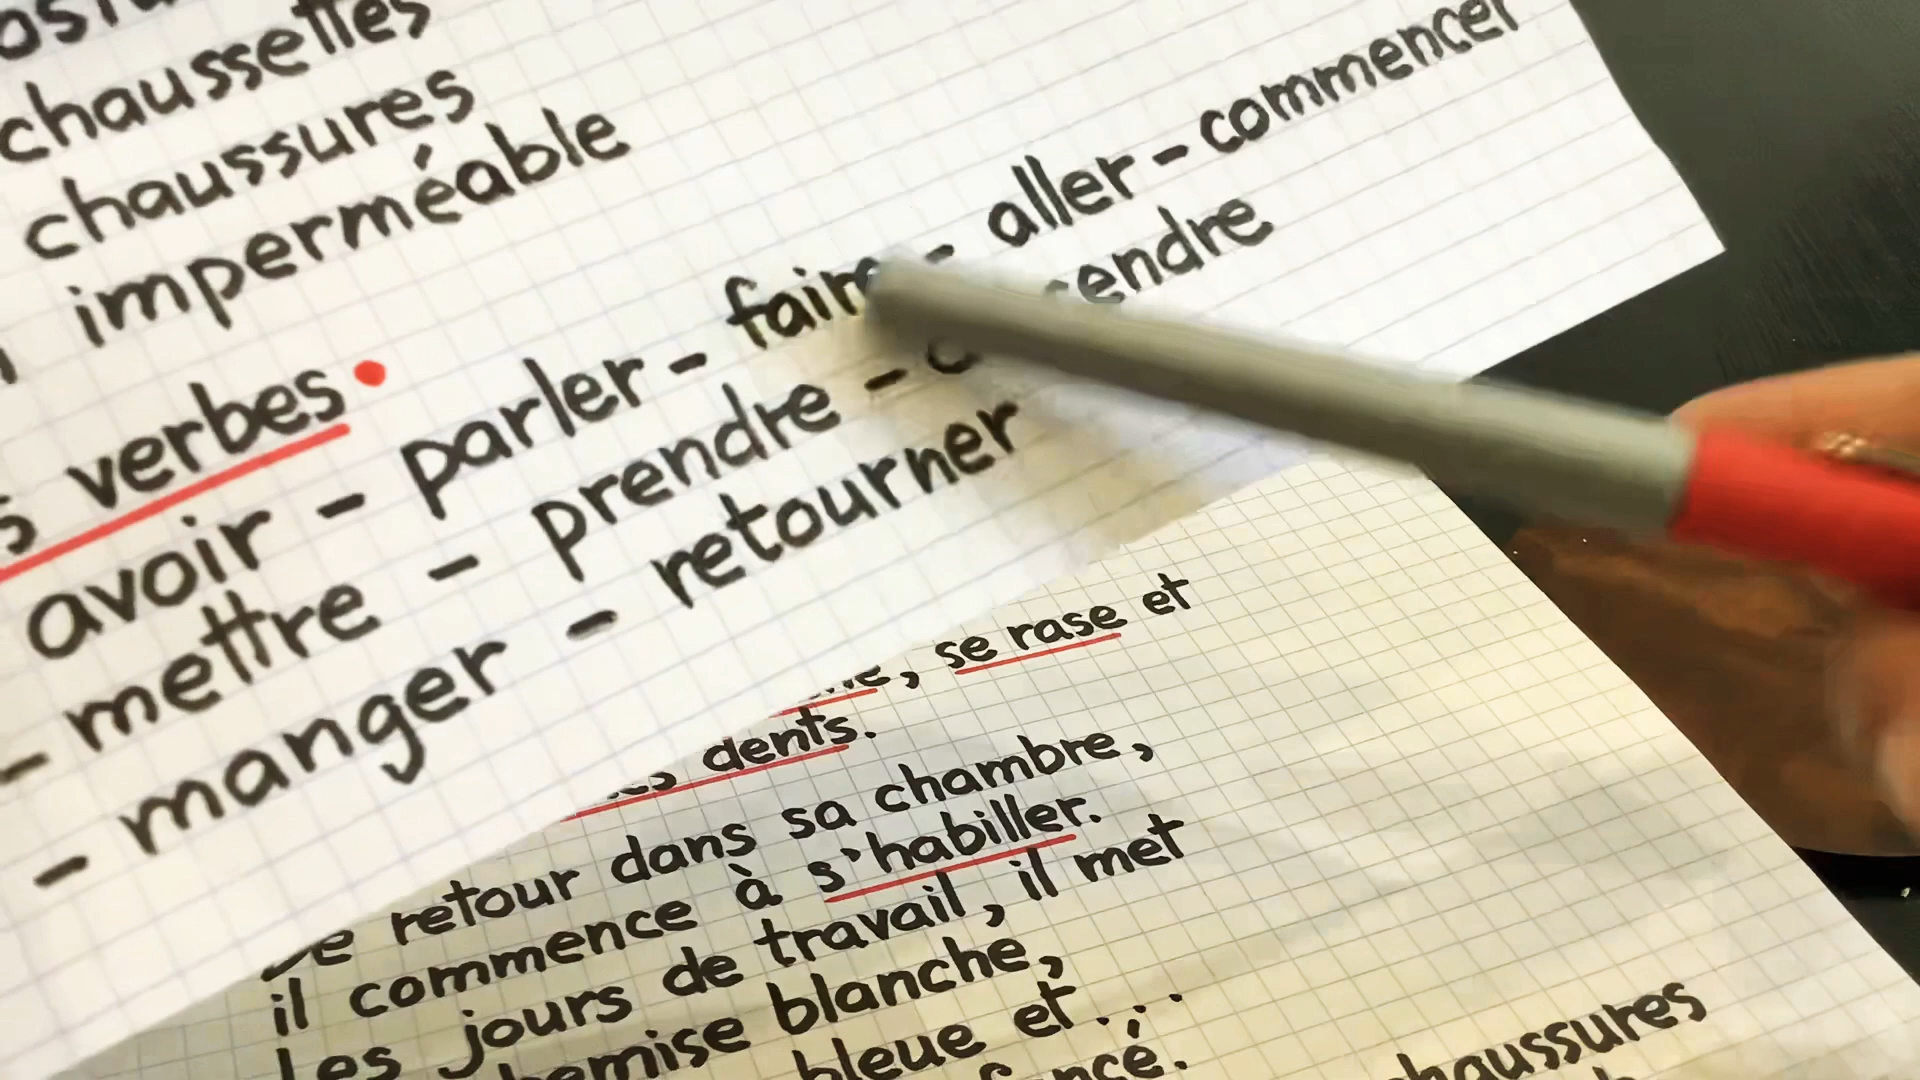 chaussettes
chaussures
imperméable
verbes
avoir - parler - faire - aller - commencer
- mettre - prendre -
- manger - retourner
, se rase et
dents.
De retour dans sa chambre,
il commence à s'habiller.
Les jours de travail, il met
chemise blanche,
bleue et...
chaussures